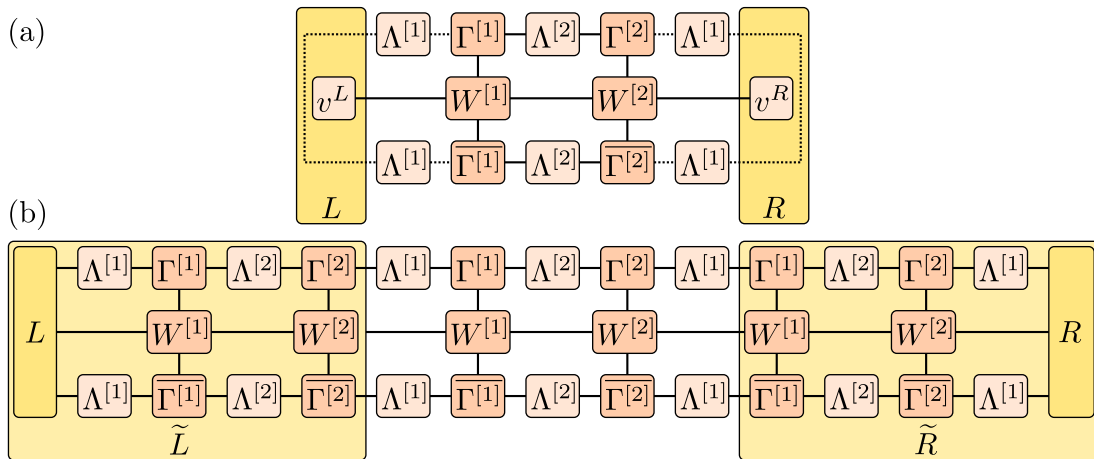 (a)
Λ^[1] Γ^[1] Λ^[2] Γ^[2] Λ^[1]
v^L W^[1] W^[2] v^R
Λ^[1] \overline{Γ^[1]} Λ^[2] \overline{Γ^[2]} Λ^[1]
L R
(b)
Λ^[1] Γ^[1] Λ^[2] Γ^[2] Λ^[1] Γ^[1] Λ^[2] Γ^[2] Λ^[1] Γ^[1] Λ^[2] Γ^[2] Λ^[1]
L W^[1] W^[2] W^[1] W^[2] W^[1] W^[2] R
Λ^[1] \overline{Γ^[1]} Λ^[2] \overline{Γ^[2]} Λ^[1] \overline{Γ^[1]} Λ^[2] \overline{Γ^[2]} Λ^[1] \overline{Γ^[1]} Λ^[2] \overline{Γ^[2]} Λ^[1]
\widetilde{L} \widetilde{R}